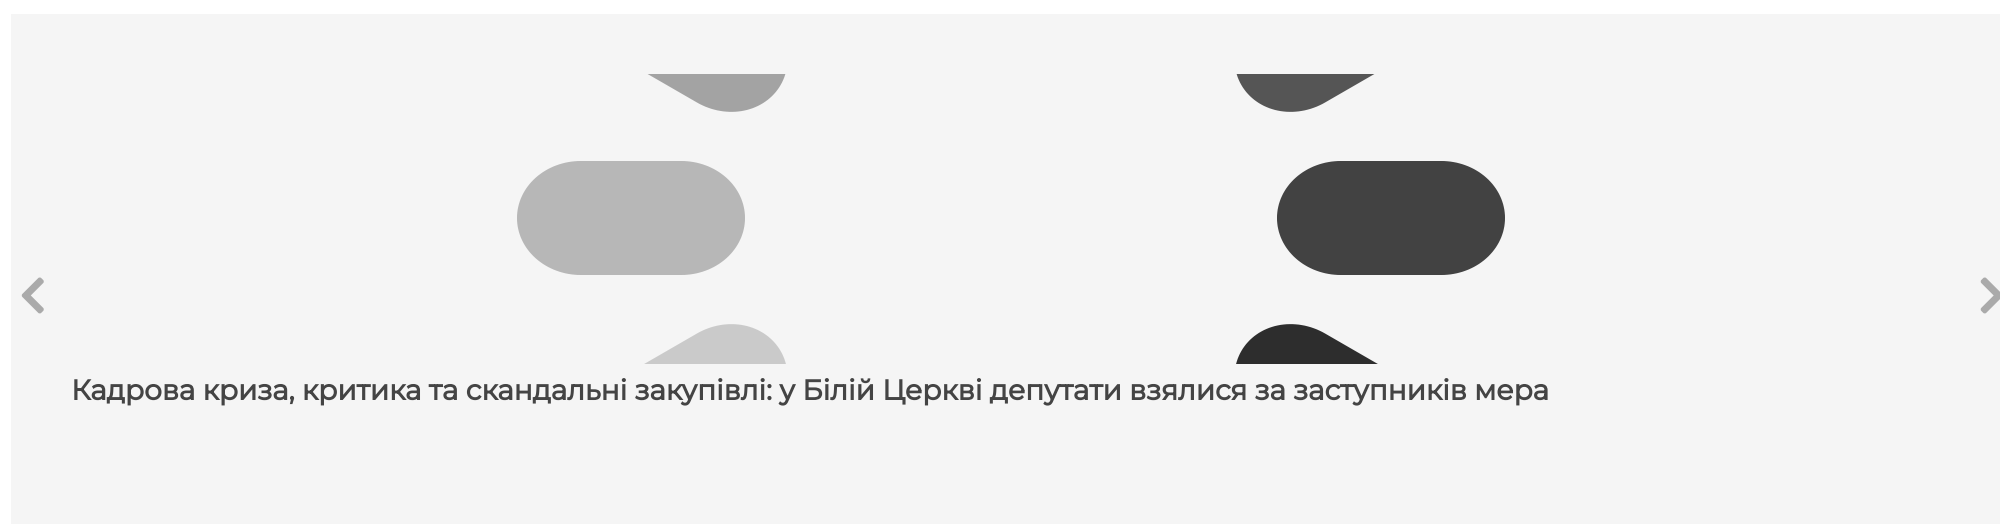 Кадрова криза, критика та скандальні закупівлі: у Білій Церкві депутати взялися за заступників мера